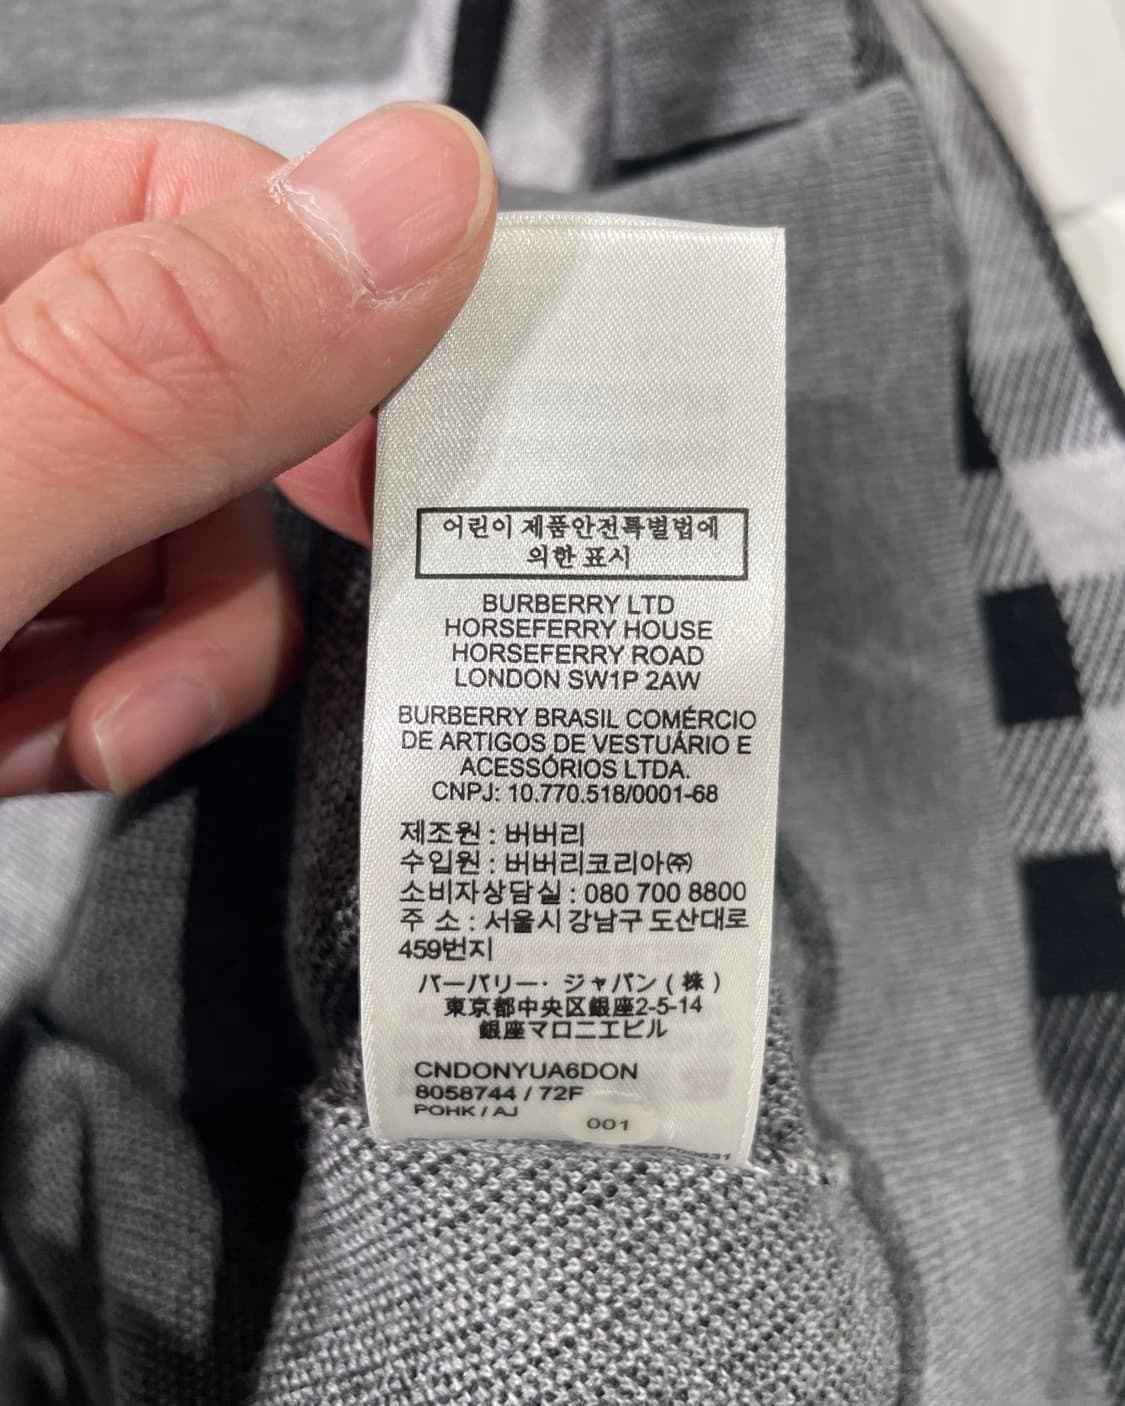 어린이 제품안전특별법에
의한 표시
BURBERRY LTD
HORSEFERRY HOUSE
HORSEFERRY ROAD
LONDON SW1P 2AW
BURBERRY BRASIL COMÉRCIO
DE ARTIGOS DE VESTUÁRIO E
ACESSÓRIOS LTDA.
CNPJ: 10.770.518/0001-68
제조원 : 버버리
수입원 : 버버리코리아㈜
소비자상담실 : 080 700 8800
주 소 : 서울시 강남구 도산대로
459번지
バーバリー・ジャパン ( 株 )
東京都中央区銀座2-5-14
銀座マロニエビル
CNDONYUA6DON
8058744 / 72F
POHK / AJ
001